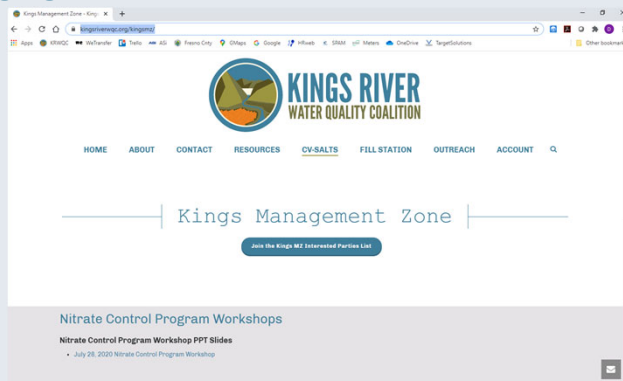 Kings Management Zone - Kings
kingsriverwqc.org/kingsmz/
Apps KRWQC WeTransfer Trello ASi Fresno Cnty GMaps Google HRweb SPAM Meters OneDrive TargetSolutions Other bookmark
KINGS RIVER
WATER QUALITY COALITION
HOME ABOUT CONTACT RESOURCES CV-SALTS FILL STATION OUTREACH ACCOUNT
Kings Management Zone
Join the Kings MZ Interested Parties List
Nitrate Control Program Workshops
Nitrate Control Program Workshop PPT Slides
July 29, 2020 Nitrate Control Program Workshop